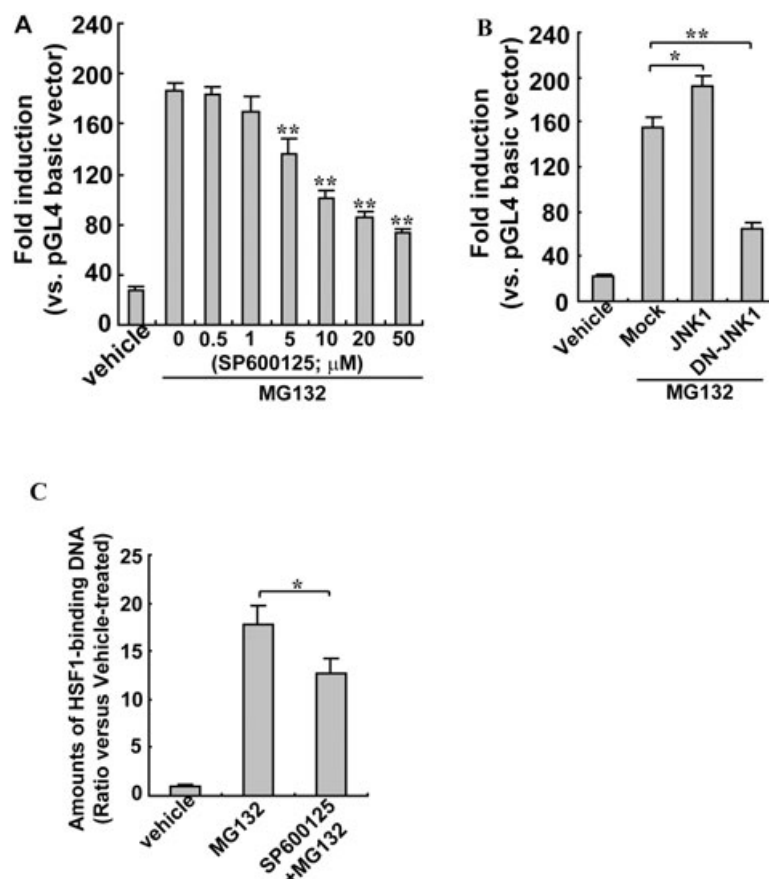 A
Fold induction
(vs. pGL4 basic vector)
240
200
160
120
80
40
0
**
**
**
**
vehicle
0 0.5 1 5 10 20 50
(SP600125; μM)
MG132
B
Fold induction
(vs. pGL4 basic vector)
240
200
160
120
80
40
0
**
*
Vehicle
Mock
JNK1
DN-JNK1
MG132
C
Amounts of HSF1-binding DNA
(Ratio versus Vehicle-treated)
25
20
15
10
5
0
*
vehicle
MG132
SP600125
+MG132